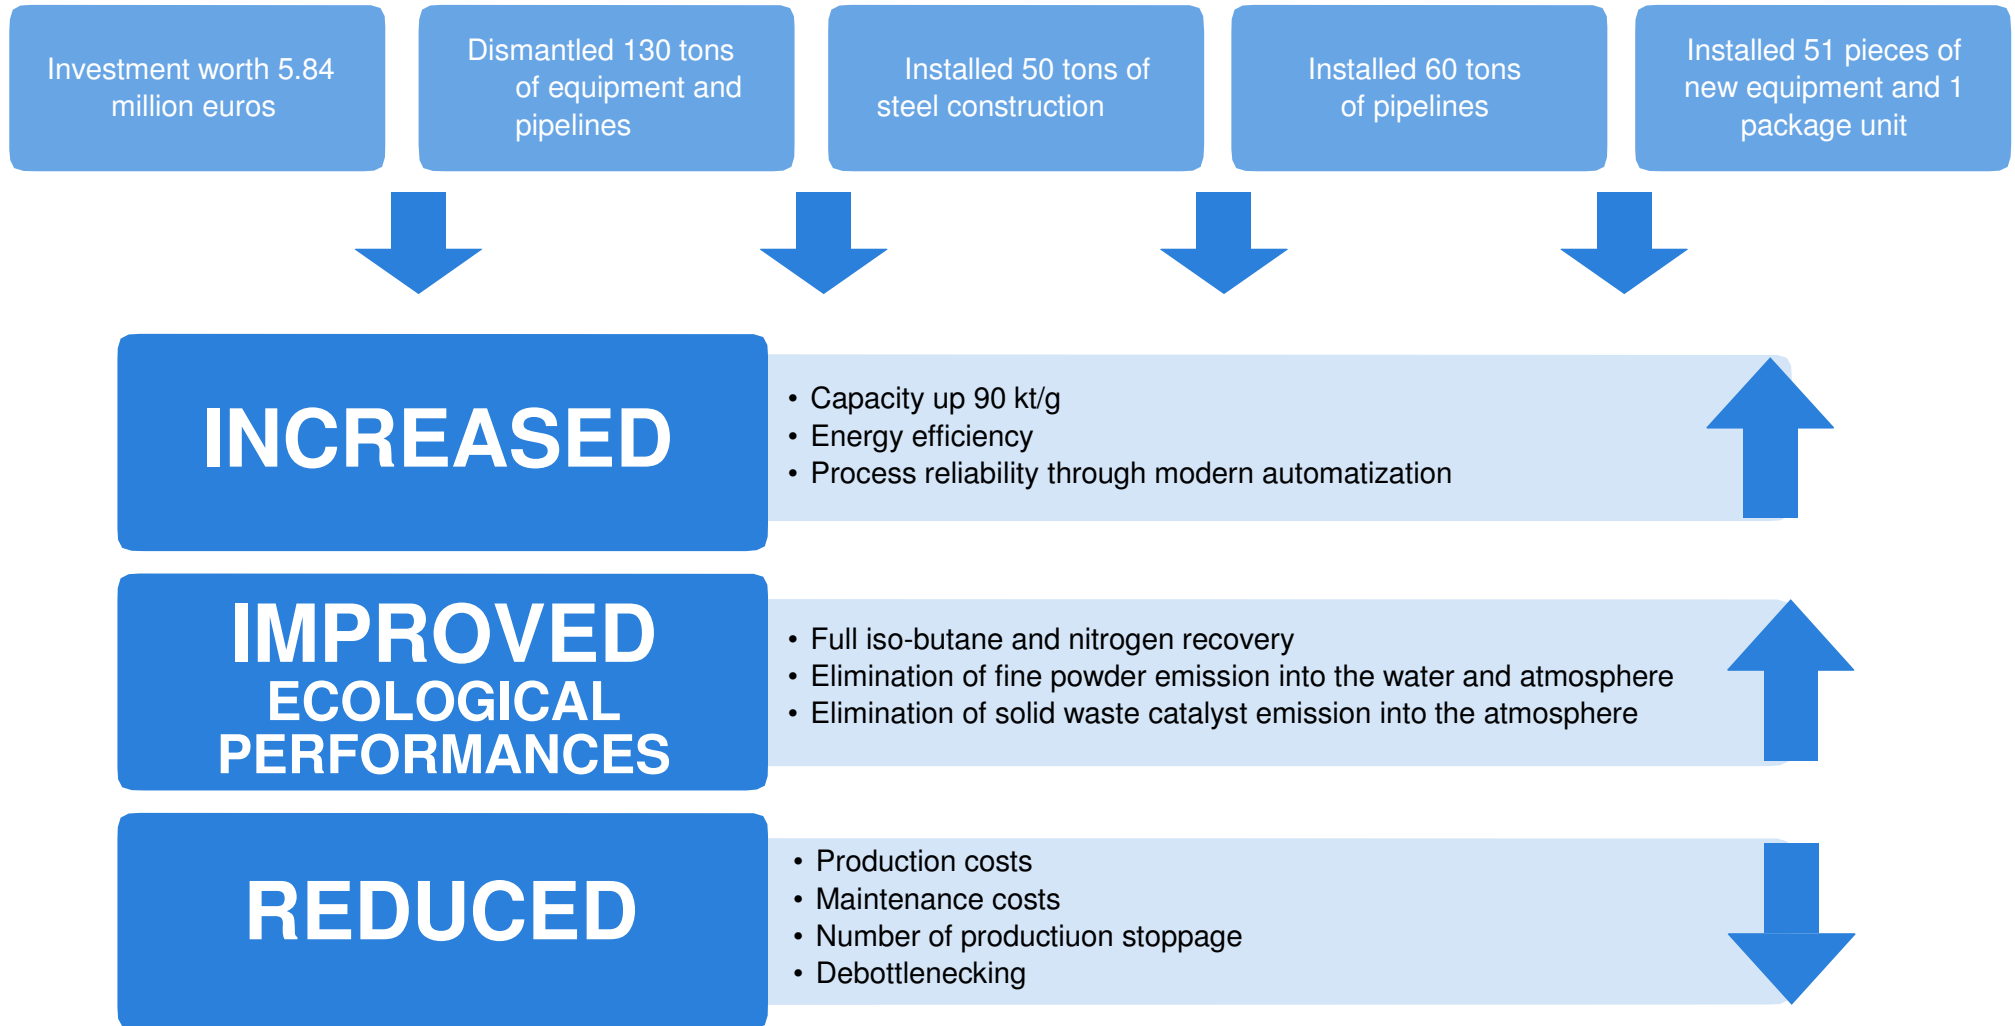 Investment worth 5.84
million euros
Dismantled 130 tons
of equipment and
pipelines
Installed 50 tons of
steel construction
Installed 60 tons
of pipelines
Installed 51 pieces of
new equipment and 1
package unit
INCREASED
• Capacity up 90 kt/g
• Energy efficiency
• Process reliability through modern automatization
IMPROVED
ECOLOGICAL
PERFORMANCES
• Full iso-butane and nitrogen recovery
• Elimination of fine powder emission into the water and atmosphere
• Elimination of solid waste catalyst emission into the atmosphere
REDUCED
• Production costs
• Maintenance costs
• Number of productiuon stoppage
• Debottlenecking